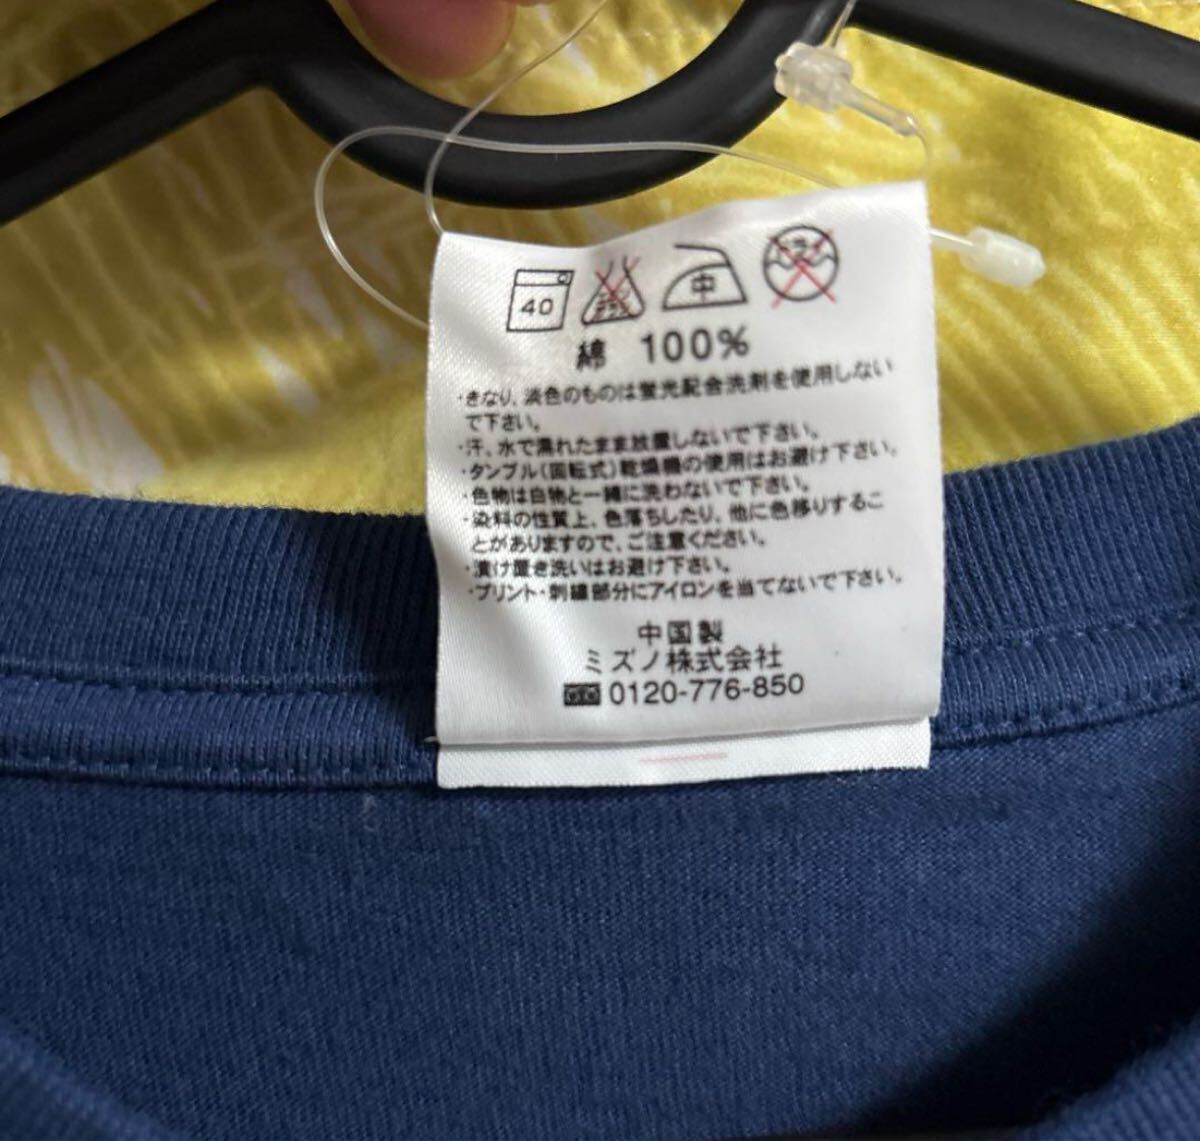 40
エンソ
サラシ
中
ドライ
綿 100%
・きなり、淡色のものは蛍光配合洗剤を使用しない
で下さい。
・汗、水で濡れたまま放置しないで下さい。
・タンブル(回転式)乾燥機の使用はお避け下さい。
・色物は白物と一緒に洗わないで下さい。
・染料の性質上、色落ちしたり、他に色移りするこ
とがありますので、ご注意ください。
・漬け置き洗いはお避け下さい。
・プリント・刺繍部分にアイロンを当てないで下さい。
中国製
ミズノ株式会社
0120-776-850